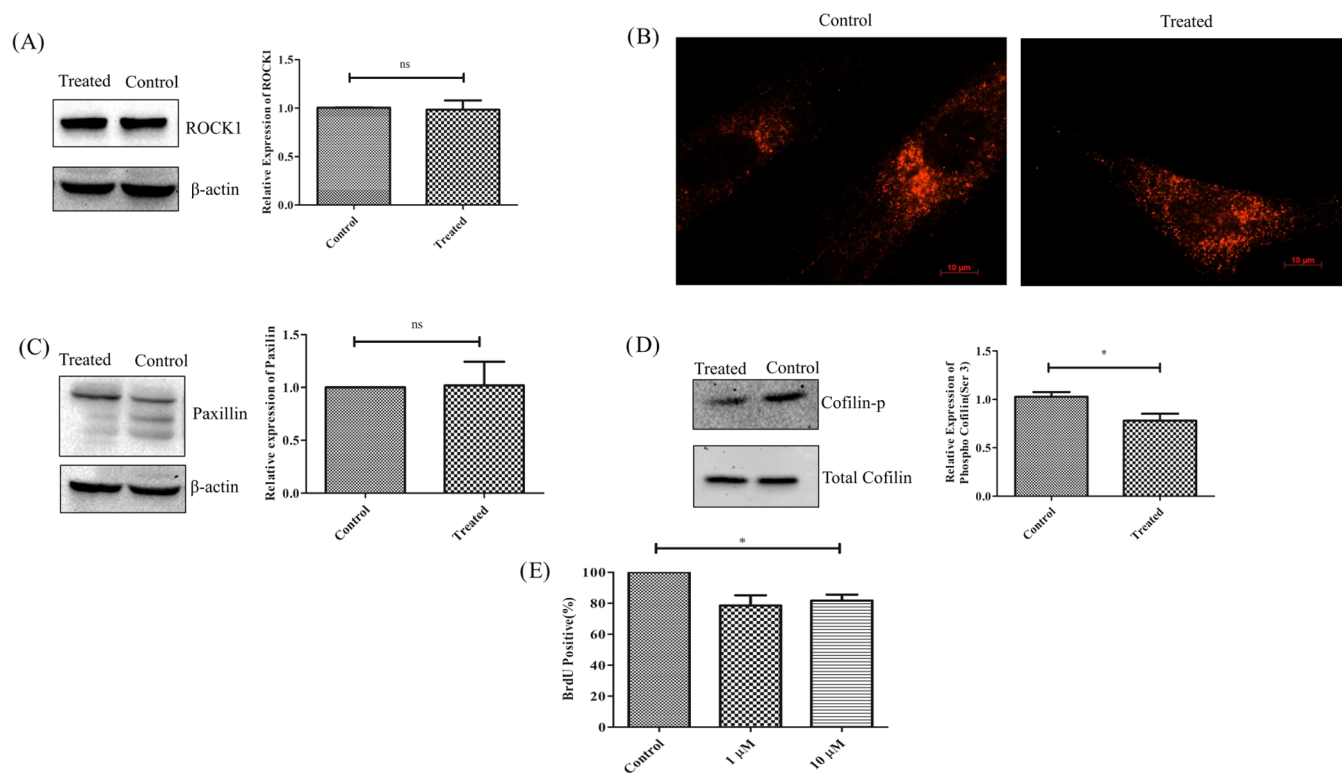 (A)
Treated Control
ROCK1
β-actin
Relative Expression of ROCK1
1.5
1.0
0.5
0.0
ns
Control
Treated
(B)
Control
Treated
10 μm
10 μm
(C)
Treated Control
Paxillin
β-actin
Relative expression of Paxilin
1.5
1.0
0.5
0.0
ns
Control
Treated
(D)
Treated Control
Cofilin-p
Total Cofilin
Relative Expression of
Phospho Cofilin(Ser 3)
1.5
1.0
0.5
0.0
*
Control
Treated
(E)
BrdU Positive(%)
100
80
60
40
20
0
*
Control
1 μM
10 μM